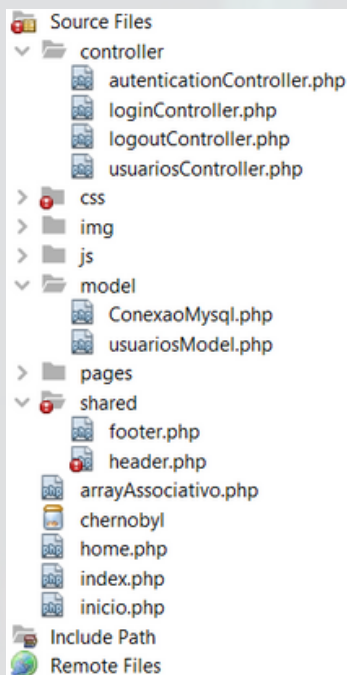 Source Files
controller
autenticationController.php
loginController.php
logoutController.php
usuariosController.php
css
img
js
model
ConexaoMysql.php
usuariosModel.php
pages
shared
footer.php
header.php
arrayAssociativo.php
chernobyl
home.php
index.php
inicio.php
Include Path
Remote Files